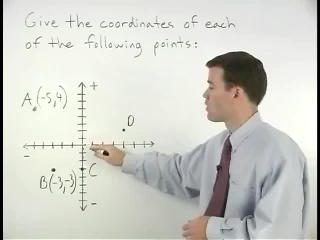 Give the coordinates of each
of the following points:
+
A (-5,4)
D
-
C
B (-3,-3)
-